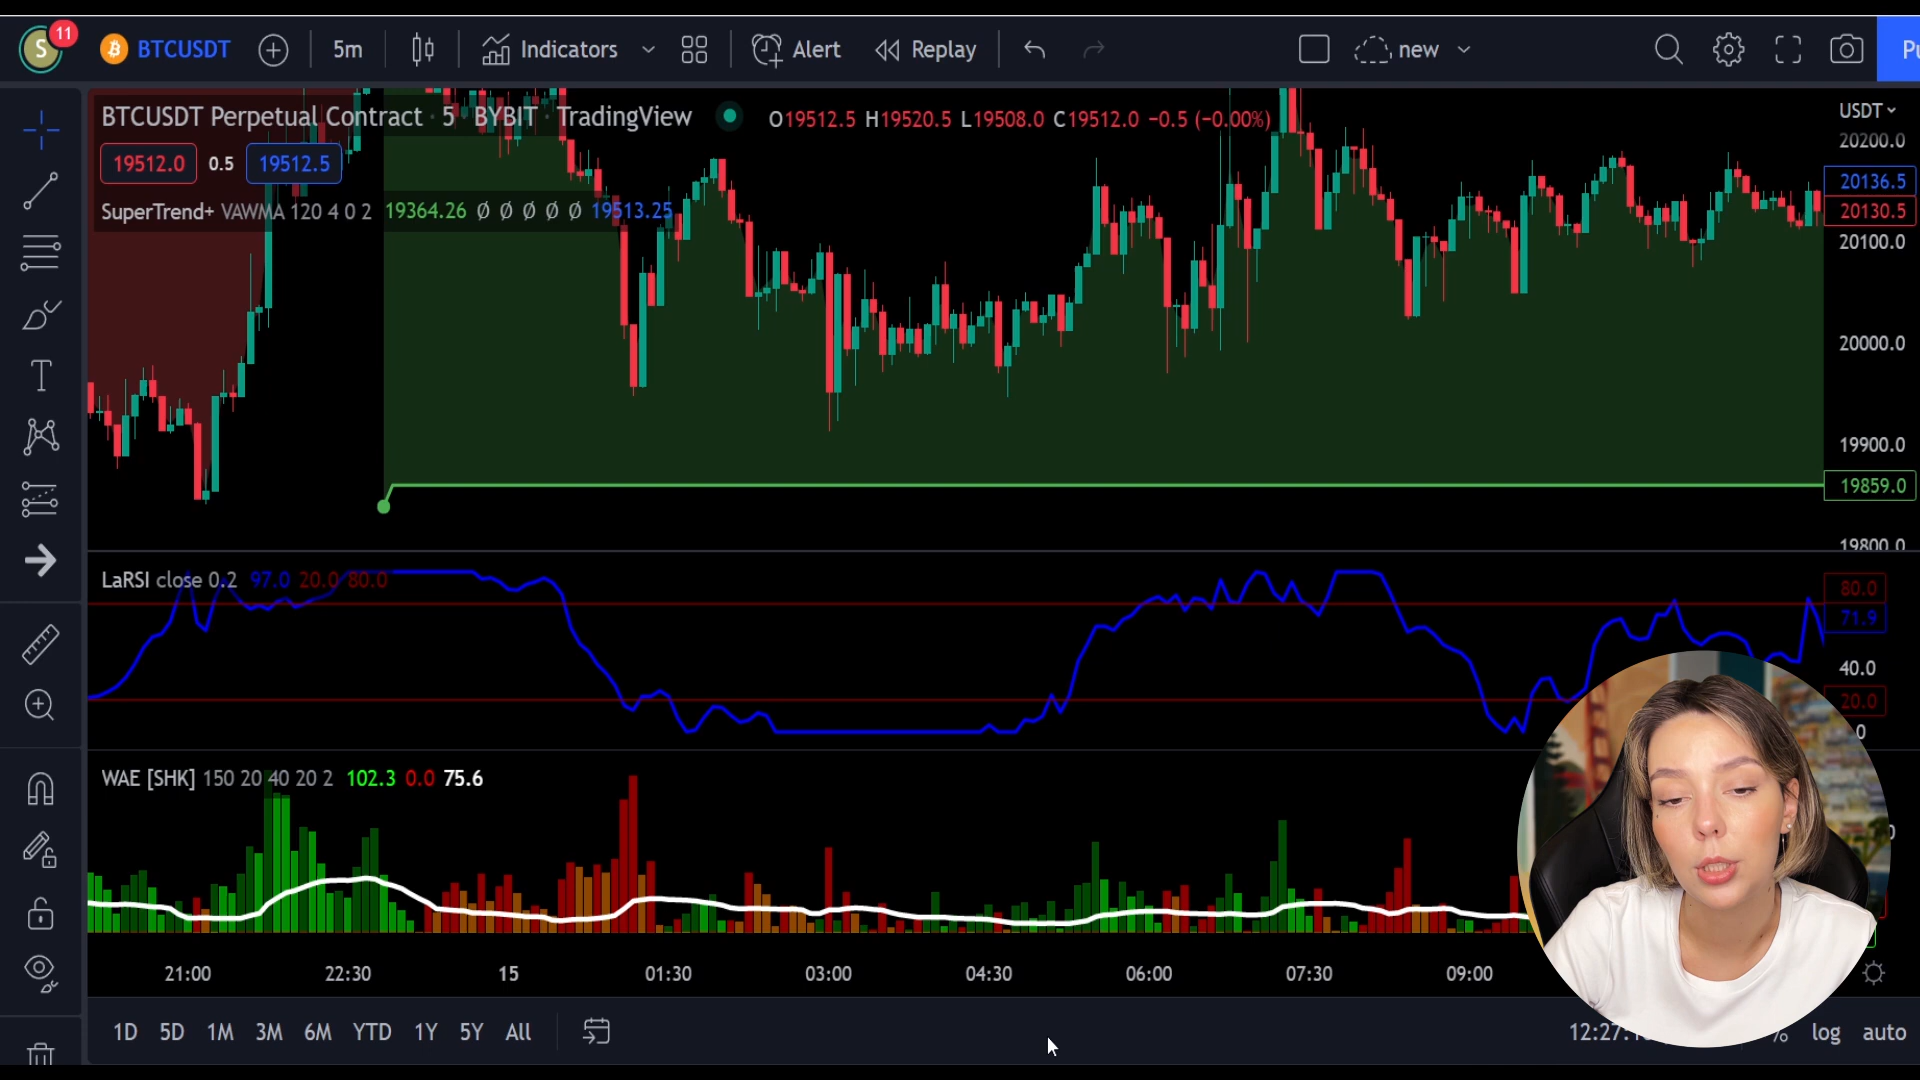 S 11 BTCUSDT 5m Indicators Alert Replay new Pu
BTCUSDT Perpetual Contract · 5 · BYBIT · TradingView O19512.5 H19520.5 L19508.0 C19512.0 −0.5 (−0.00%)
19512.0 0.5 19512.5
SuperTrend+ VAWMA 120 4 0 2 19364.26 Ø Ø Ø Ø Ø 19513.25
USDT
20200.0
20136.5
20130.5
20100.0
20000.0
19900.0
19859.0
19800.0
LaRSI close 0.2 97.0 20.0 80.0
80.0
71.9
40.0
20.0
0
WAE [SHK] 150 20 40 20 2 102.3 0.0 75.6
21:00 22:30 15 01:30 03:00 04:30 06:00 07:30 09:00
1D 5D 1M 3M 6M YTD 1Y 5Y All 12:27: % log auto